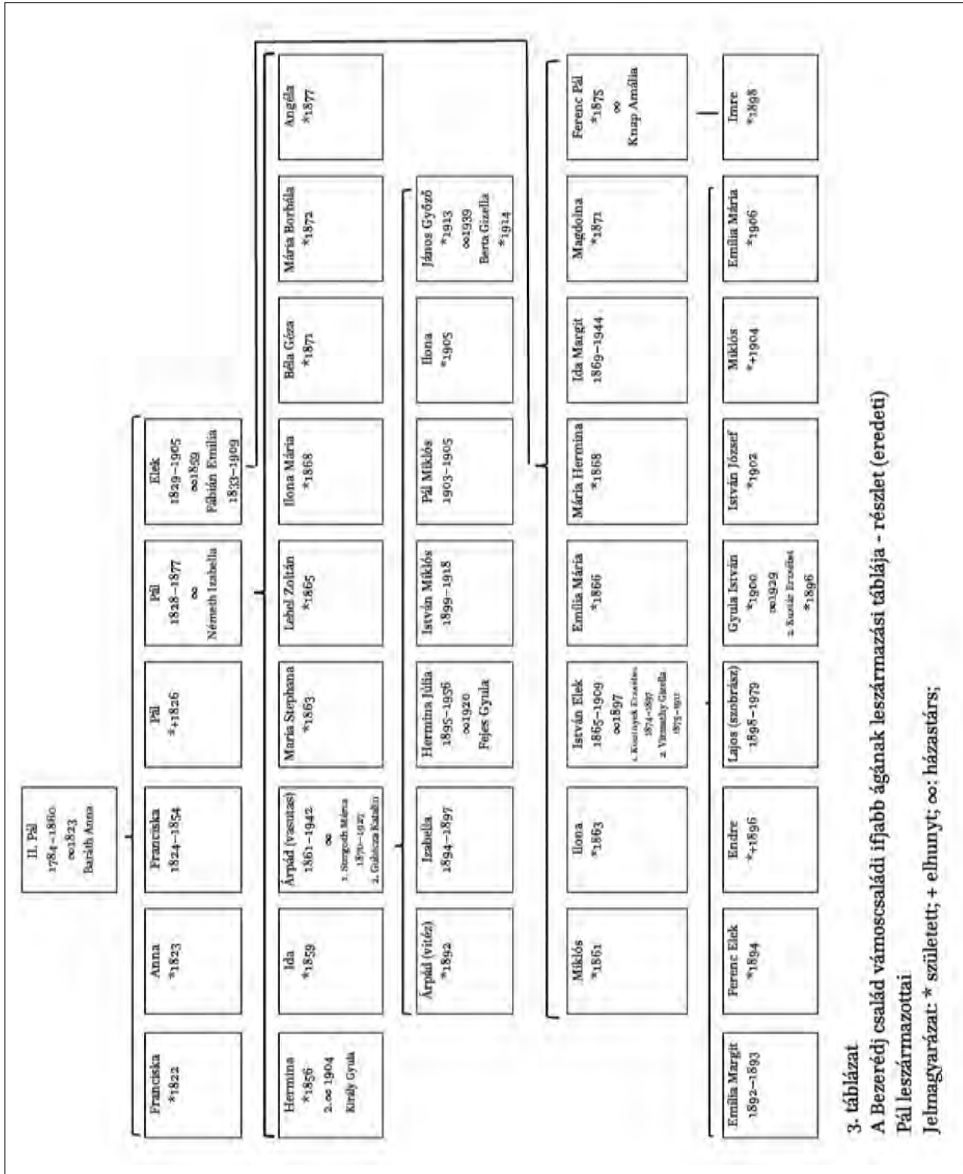 II. Pál
1784–1860
∞1823
Baráth Anna
Franciska
*1822
Anna
*1823
Franciska
1824–1854
Pál
*+1826
Pál
1828–1877
∞
Németh Izabella
Elek
1829–1905
∞1859
Fábián Emília
1833–1909
Hermina
*1856
2.∞ 1904
Király Gyula
Ida
*1859
Árpád (vasutas)
1861–1942
∞
1870–1927
Maria Stephana
*1863
Lehel Zoltán
*1865
Ilona Mária
*1868
Béla Géza
*1871
Mária Borbála
*1872
Angéla
*1877
Árpád (vitéz)
*1892
Izabella
1894–1897
Hermina Júlia
1895–1956
∞1920
Fejes Gyula
István Miklós
1899–1918
Pál Miklós
1903–1905
Ilona
*1905
János Győző
*1913
∞1939
Berta Gizella
*1914
Miklós
*1861
Ilona
*1863
István Elek
1865–1909
∞1897
1874–1897
Emília Mária
*1866
Mária Hermina
*1868
Ida Margit
1869–1944
Magdolna
*1871
Ferenc Pál
*1875
∞
Knap Amália
Emília Margit
1892–1893
Ferenc Elek
*1894
Endre
*+1896
Lajos (szobrász)
1898–1979
Gyula István
*1900
∞1929
*1896
István József
*1902
Miklós
*+1904
Emília Mária
*1906
Imre
*1898
3. táblázat
A Bezerédj család vámoscsaládi ifjabb ágának leszármazási táblája - részlet (eredeti)
Pál leszármazottai
Jelmagyarázat: * született; + elhunyt; ∞: házastárs;